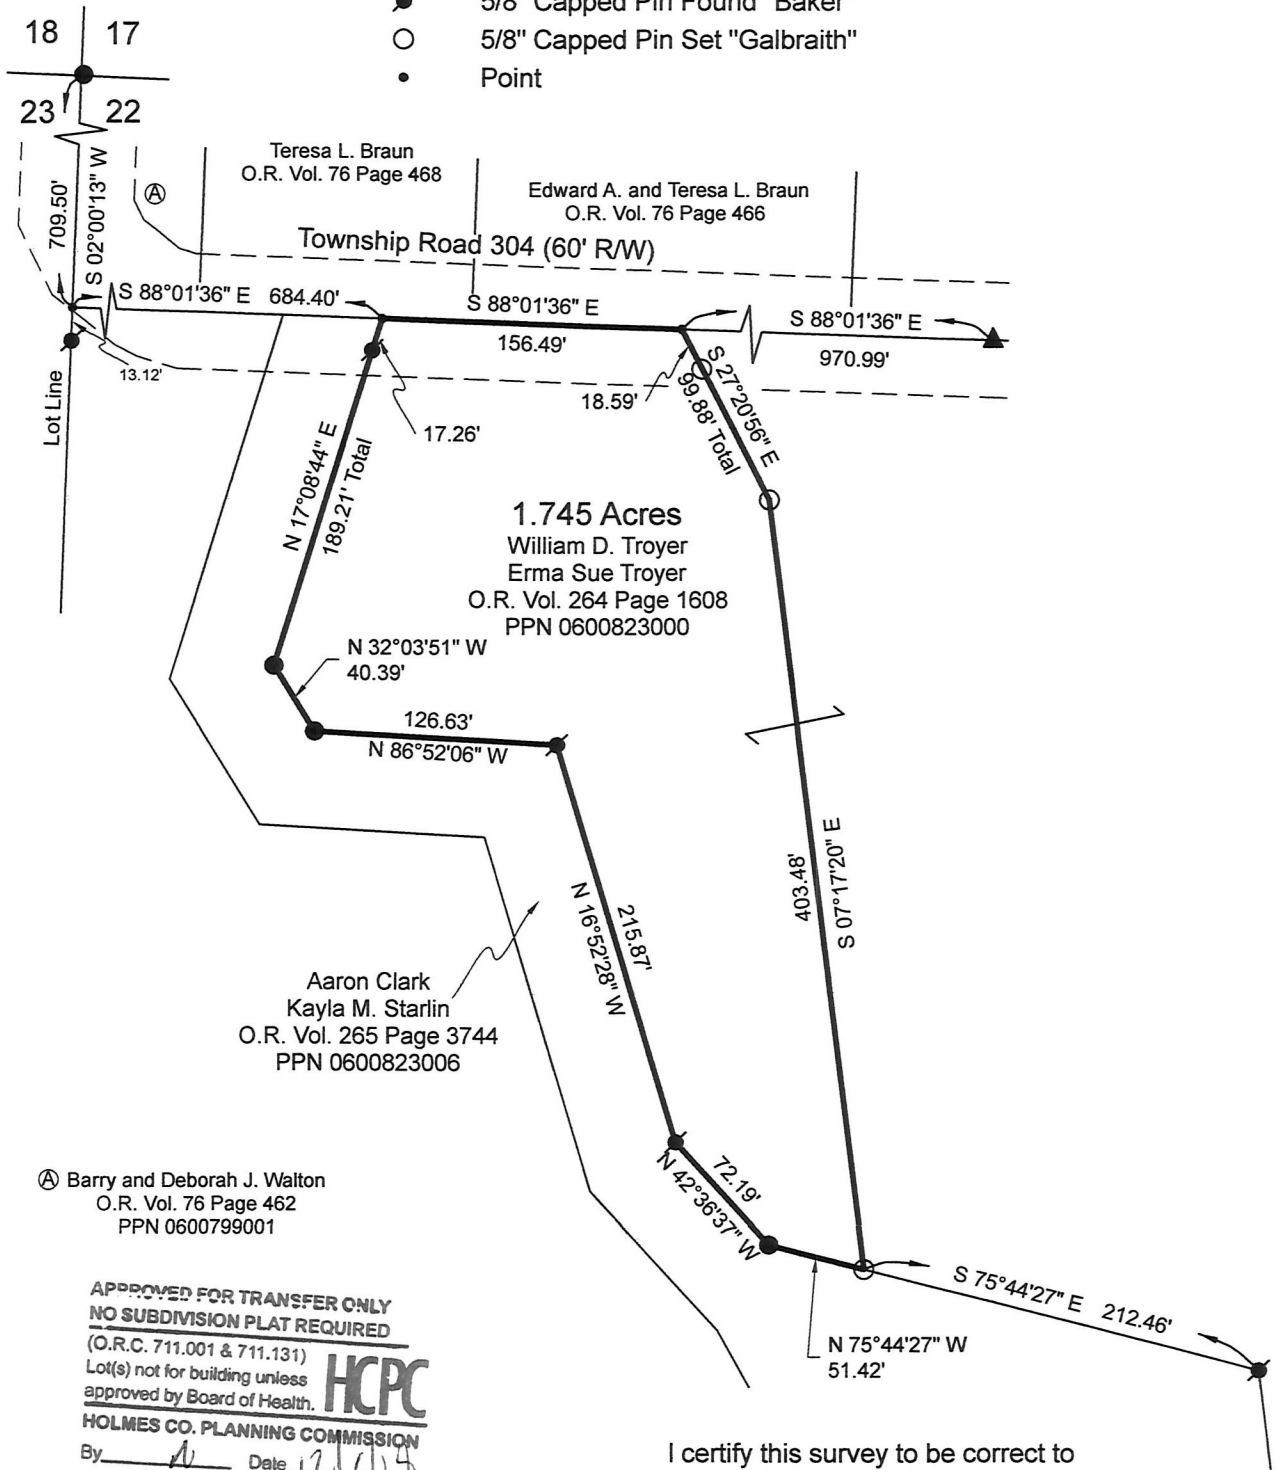 5/8" Capped Pin Found "Baker"
5/8" Capped Pin Set "Galbraith"
Point
18 17
23 22
709.50'
S 02°00'13" W
Ⓐ
Teresa L. Braun
O.R. Vol. 76 Page 468
Edward A. and Teresa L. Braun
O.R. Vol. 76 Page 466
Township Road 304 (60' R/W)
S 88°01'36" E 684.40'
S 88°01'36" E
156.49'
S 88°01'36" E
970.99'
13.12'
Lot Line
17.26'
18.59'
S 27°20'56" E
99.88' Total
N 17°08'44" E
189.21' Total
1.745 Acres
William D. Troyer
Erma Sue Troyer
O.R. Vol. 264 Page 1608
PPN 0600823000
N 32°03'51" W
40.39'
126.63'
N 86°52'06" W
403.48'
S 07°17'20" E
215.87'
N 16°52'28" W
Aaron Clark
Kayla M. Starlin
O.R. Vol. 265 Page 3744
PPN 0600823006
72.19'
N 42°36'37" W
Ⓐ Barry and Deborah J. Walton
O.R. Vol. 76 Page 462
PPN 0600799001
S 75°44'27" E 212.46'
N 75°44'27" W
51.42'
APPROVED FOR TRANSFER ONLY
NO SUBDIVISION PLAT REQUIRED
(O.R.C. 711.001 & 711.131)
Lot(s) not for building unless
approved by Board of Health.
HCPC
HOLMES CO. PLANNING COMMISSION
By Date
I certify this survey to be correct to